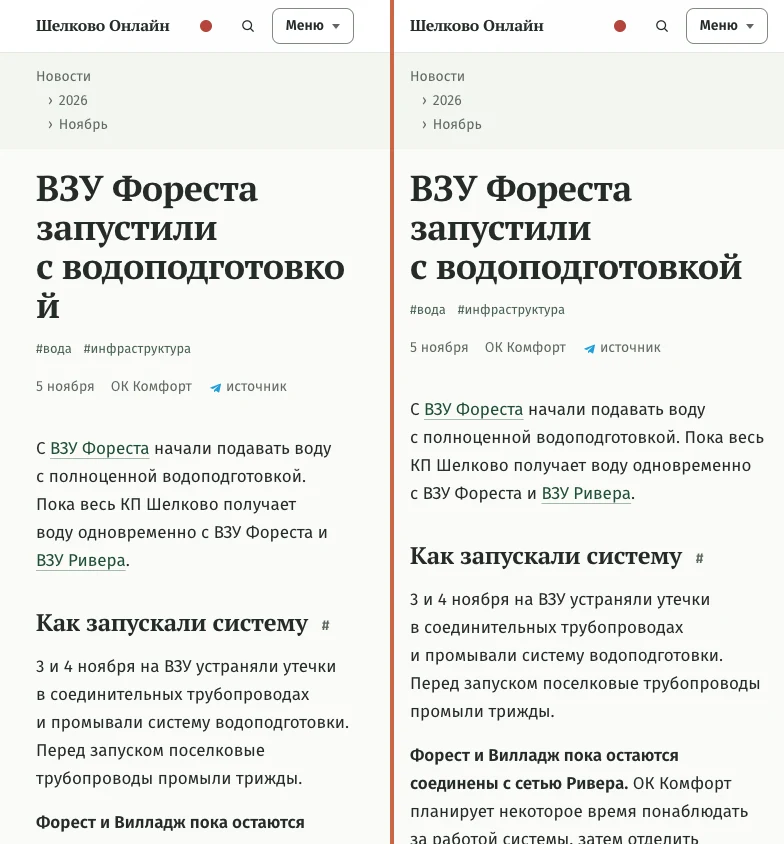 Шелково Онлайн
Меню
Новости
› 2026
› Ноябрь
ВЗУ Фореста
запустили
с водоподготовко
й
#вода #инфраструктура
5 ноября ОК Комфорт источник
С ВЗУ Фореста начали подавать воду
с полноценной водоподготовкой.
Пока весь КП Шелково получает
воду одновременно с ВЗУ Фореста и
ВЗУ Ривера.
Как запускали систему #
3 и 4 ноября на ВЗУ устраняли утечки
в соединительных трубопроводах
и промывали систему водоподготовки.
Перед запуском поселковые
трубопроводы промыли трижды.
Форест и Вилладж пока остаются
Шелково Онлайн
Меню
Новости
› 2026
› Ноябрь
ВЗУ Фореста
запустили
с водоподготовкой
#вода #инфраструктура
5 ноября ОК Комфорт источник
С ВЗУ Фореста начали подавать воду
с полноценной водоподготовкой. Пока весь
КП Шелково получает воду одновременно
с ВЗУ Фореста и ВЗУ Ривера.
Как запускали систему #
3 и 4 ноября на ВЗУ устраняли утечки
в соединительных трубопроводах
и промывали систему водоподготовки.
Перед запуском поселковые трубопроводы
промыли трижды.
Форест и Вилладж пока остаются
соединены с сетью Ривера. ОК Комфорт
планирует некоторое время понаблюдать
за работой системы, затем отделить